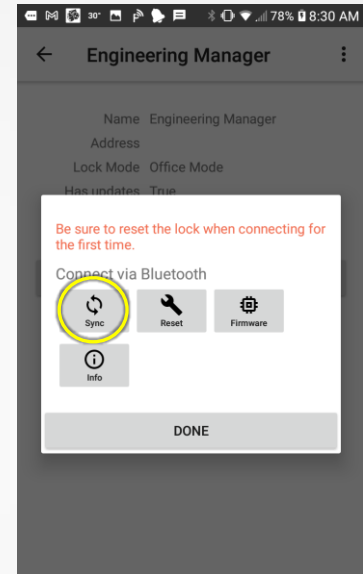 30°
78% 8:30 AM
Engineering Manager
Name Engineering Manager
Address
Lock Mode Office Mode
Has updates True
Be sure to reset the lock when connecting for
the first time.
Connect via Bluetooth
Sync Reset Firmware
Info
DONE